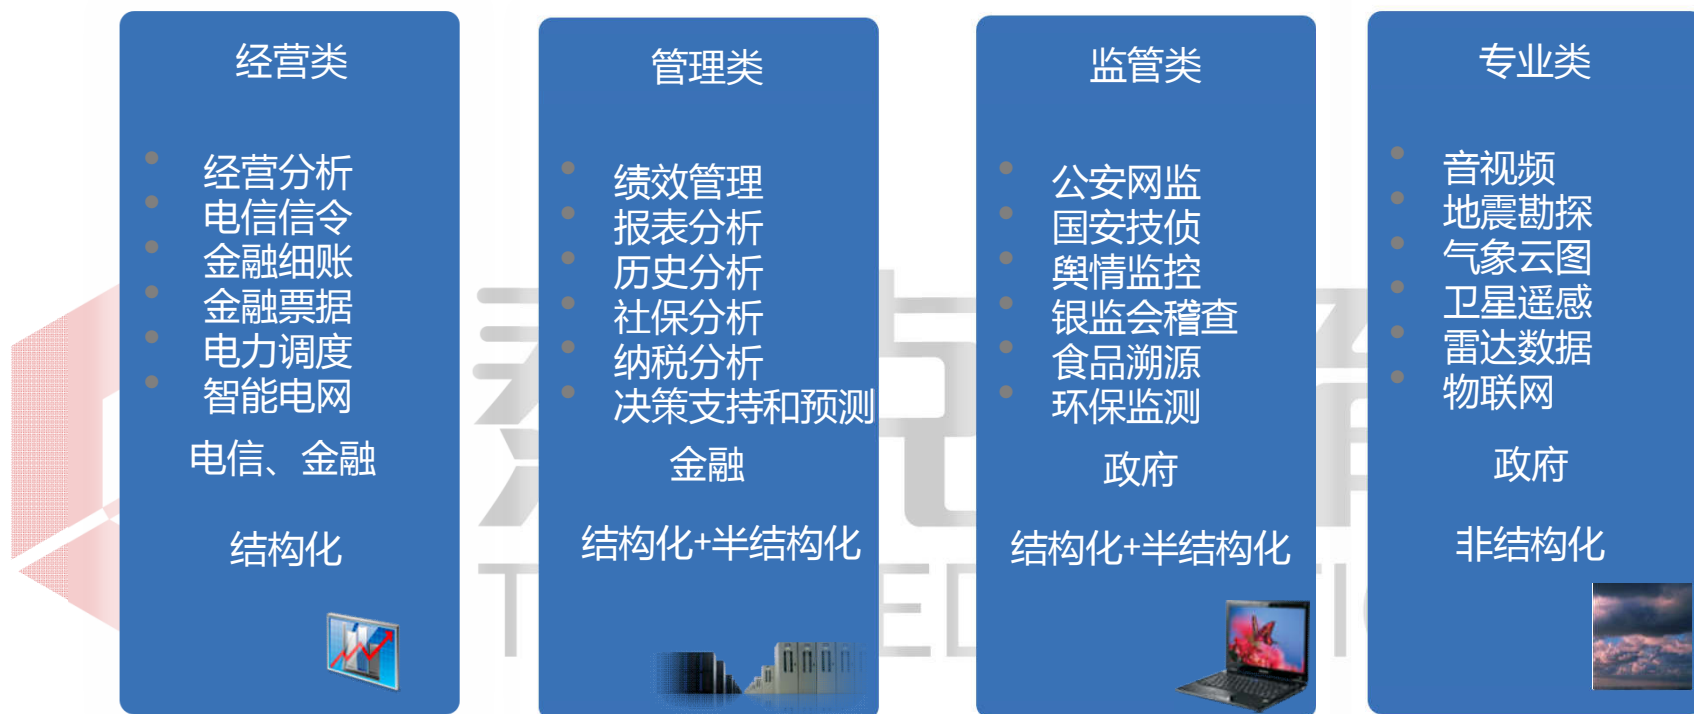 经营类
经营分析
电信信令
金融细账
金融票据
电力调度
智能电网
电信、金融
结构化
管理类
绩效管理
报表分析
历史分析
社保分析
纳税分析
决策支持和预测
金融
结构化+半结构化
监管类
公安网监
国安技侦
舆情监控
银监会稽查
食品溯源
环保监测
政府
结构化+半结构化
专业类
音视频
地震勘探
气象云图
卫星遥感
雷达数据
物联网
政府
非结构化